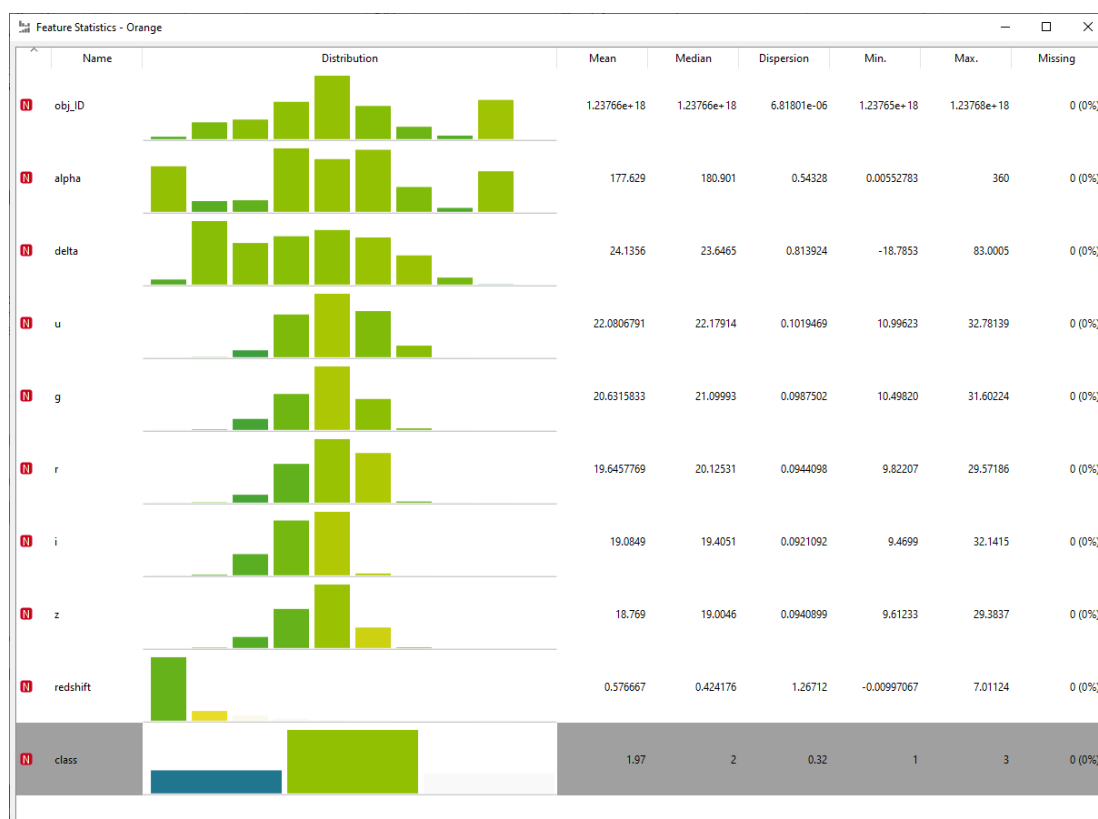 Feature Statistics - Orange
Name Distribution Mean Median Dispersion Min. Max. Missing
N obj_ID 1.23766e+18 1.23766e+18 6.81801e-06 1.23765e+18 1.23768e+18 0 (0%)
N alpha 177.629 180.901 0.54328 0.00552783 360 0 (0%)
N delta 24.1356 23.6465 0.813924 -18.7853 83.0005 0 (0%)
N u 22.0806791 22.17914 0.1019469 10.99623 32.78139 0 (0%)
N g 20.6315833 21.09993 0.0987502 10.49820 31.60224 0 (0%)
N r 19.6457769 20.12531 0.0944098 9.82207 29.57186 0 (0%)
N i 19.0849 19.4051 0.0921092 9.4699 32.1415 0 (0%)
N z 18.769 19.0046 0.0940899 9.61233 29.3837 0 (0%)
N redshift 0.576667 0.424176 1.26712 -0.00997067 7.01124 0 (0%)
N class 1.97 2 0.32 1 3 0 (0%)